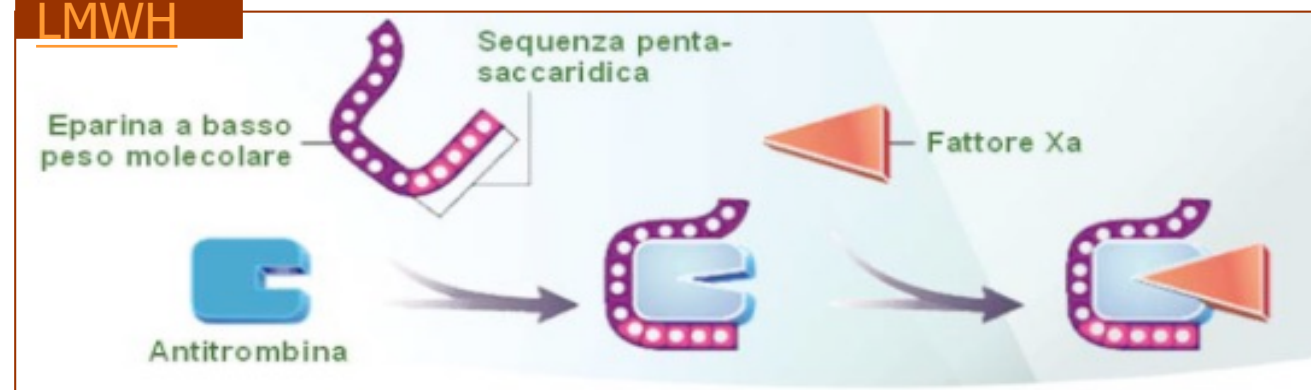 LMWH
Sequenza penta-
saccaridica
Eparina a basso
peso molecolare
Fattore Xa
Antitrombina